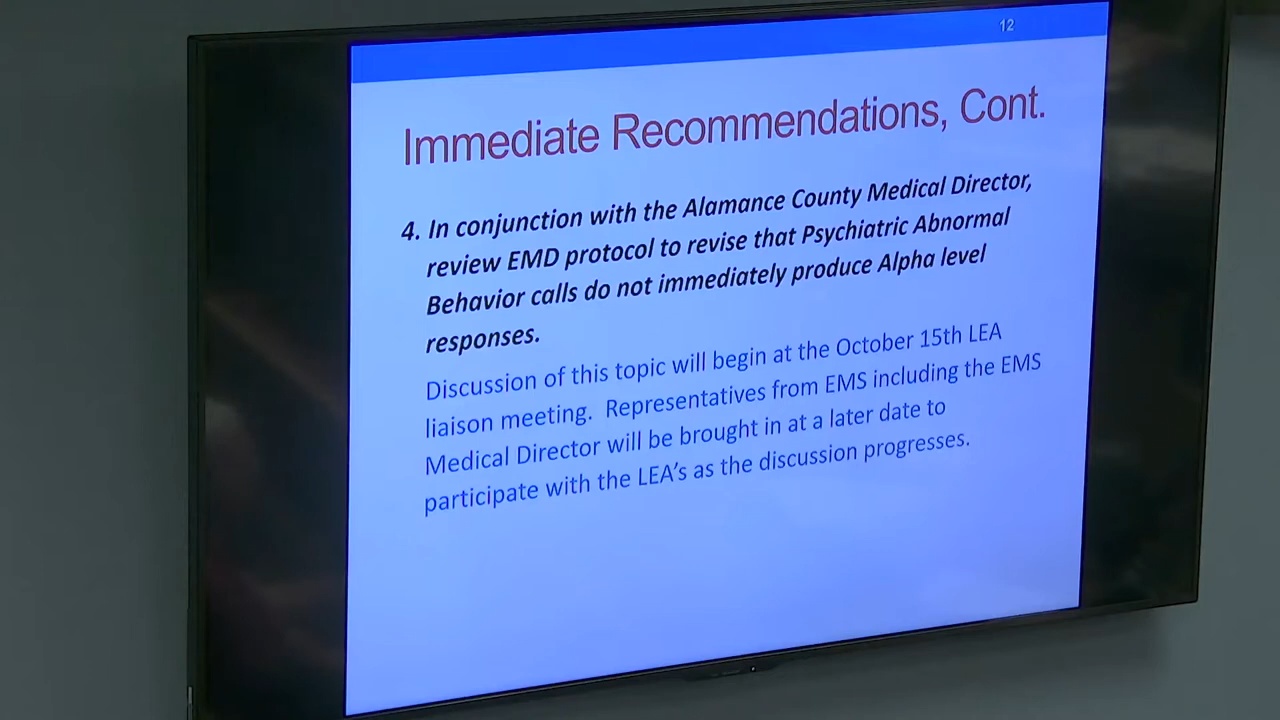 12
Immediate Recommendations, Cont.
4. In conjunction with the Alamance County Medical Director,
review EMD protocol to revise that Psychiatric Abnormal
Behavior calls do not immediately produce Alpha level
responses.
Discussion of this topic will begin at the October 15th LEA
liaison meeting. Representatives from EMS including the EMS
Medical Director will be brought in at a later date to
participate with the LEA's as the discussion progresses.